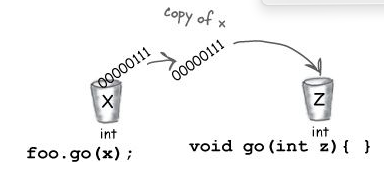 copy of x
00000111
00000111
X
Z
int
int
foo.go(x);
void go(int z){ }